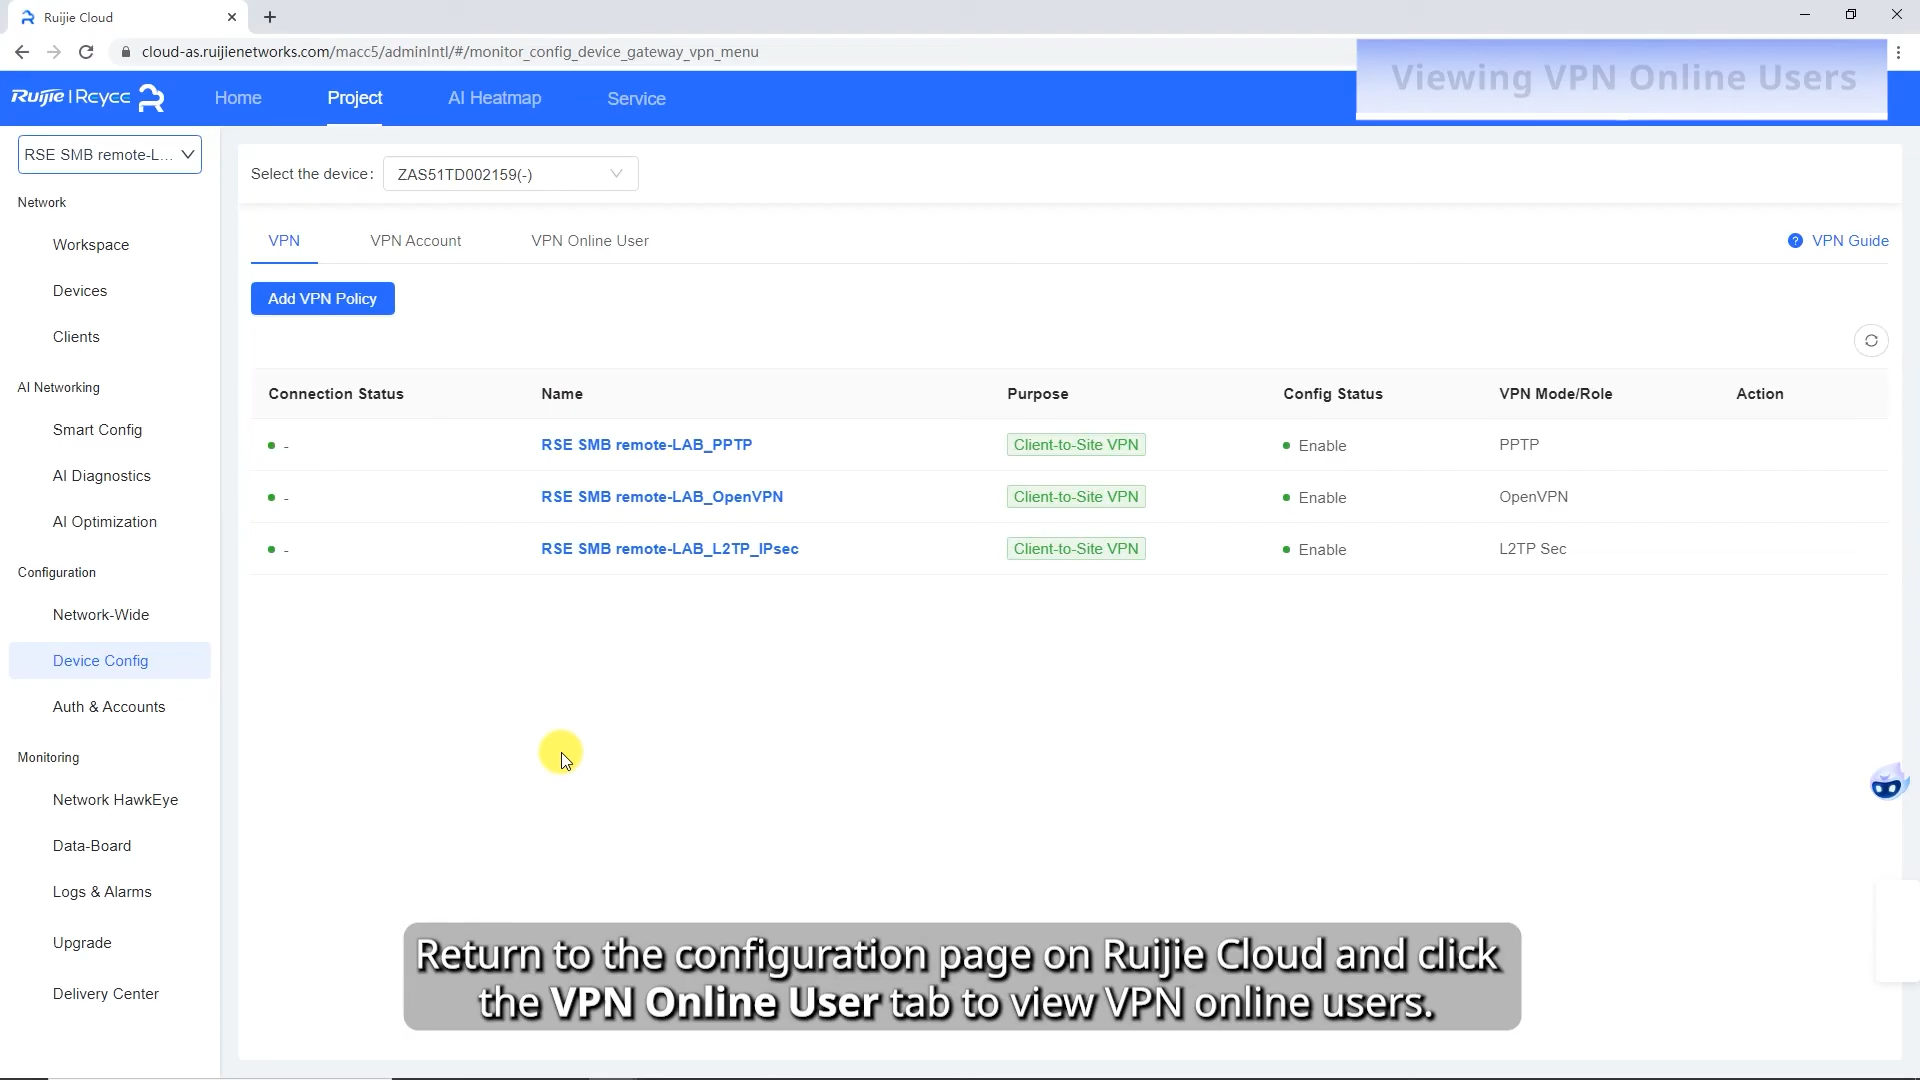 Ruijie Cloud
cloud-as.ruijienetworks.com/macc5/adminIntl/#/monitor_config_device_gateway_vpn_menu
Viewing VPN Online Users
Ruijie | Rcycc
Home
Project
AI Heatmap
Service
RSE SMB remote-L...
Select the device:
ZAS51TD002159(-)
Network
Workspace
Devices
Clients
AI Networking
Smart Config
AI Diagnostics
AI Optimization
Configuration
Network-Wide
Device Config
Auth & Accounts
Monitoring
Network HawkEye
Data-Board
Logs & Alarms
Upgrade
Delivery Center
VPN
VPN Account
VPN Online User
? VPN Guide
Add VPN Policy
Connection Status Name Purpose Config Status VPN Mode/Role Action
- RSE SMB remote-LAB_PPTP Client-to-Site VPN Enable PPTP
- RSE SMB remote-LAB_OpenVPN Client-to-Site VPN Enable OpenVPN
- RSE SMB remote-LAB_L2TP_IPsec Client-to-Site VPN Enable L2TP Sec
Return to the configuration page on Ruijie Cloud and click
the VPN Online User tab to view VPN online users.